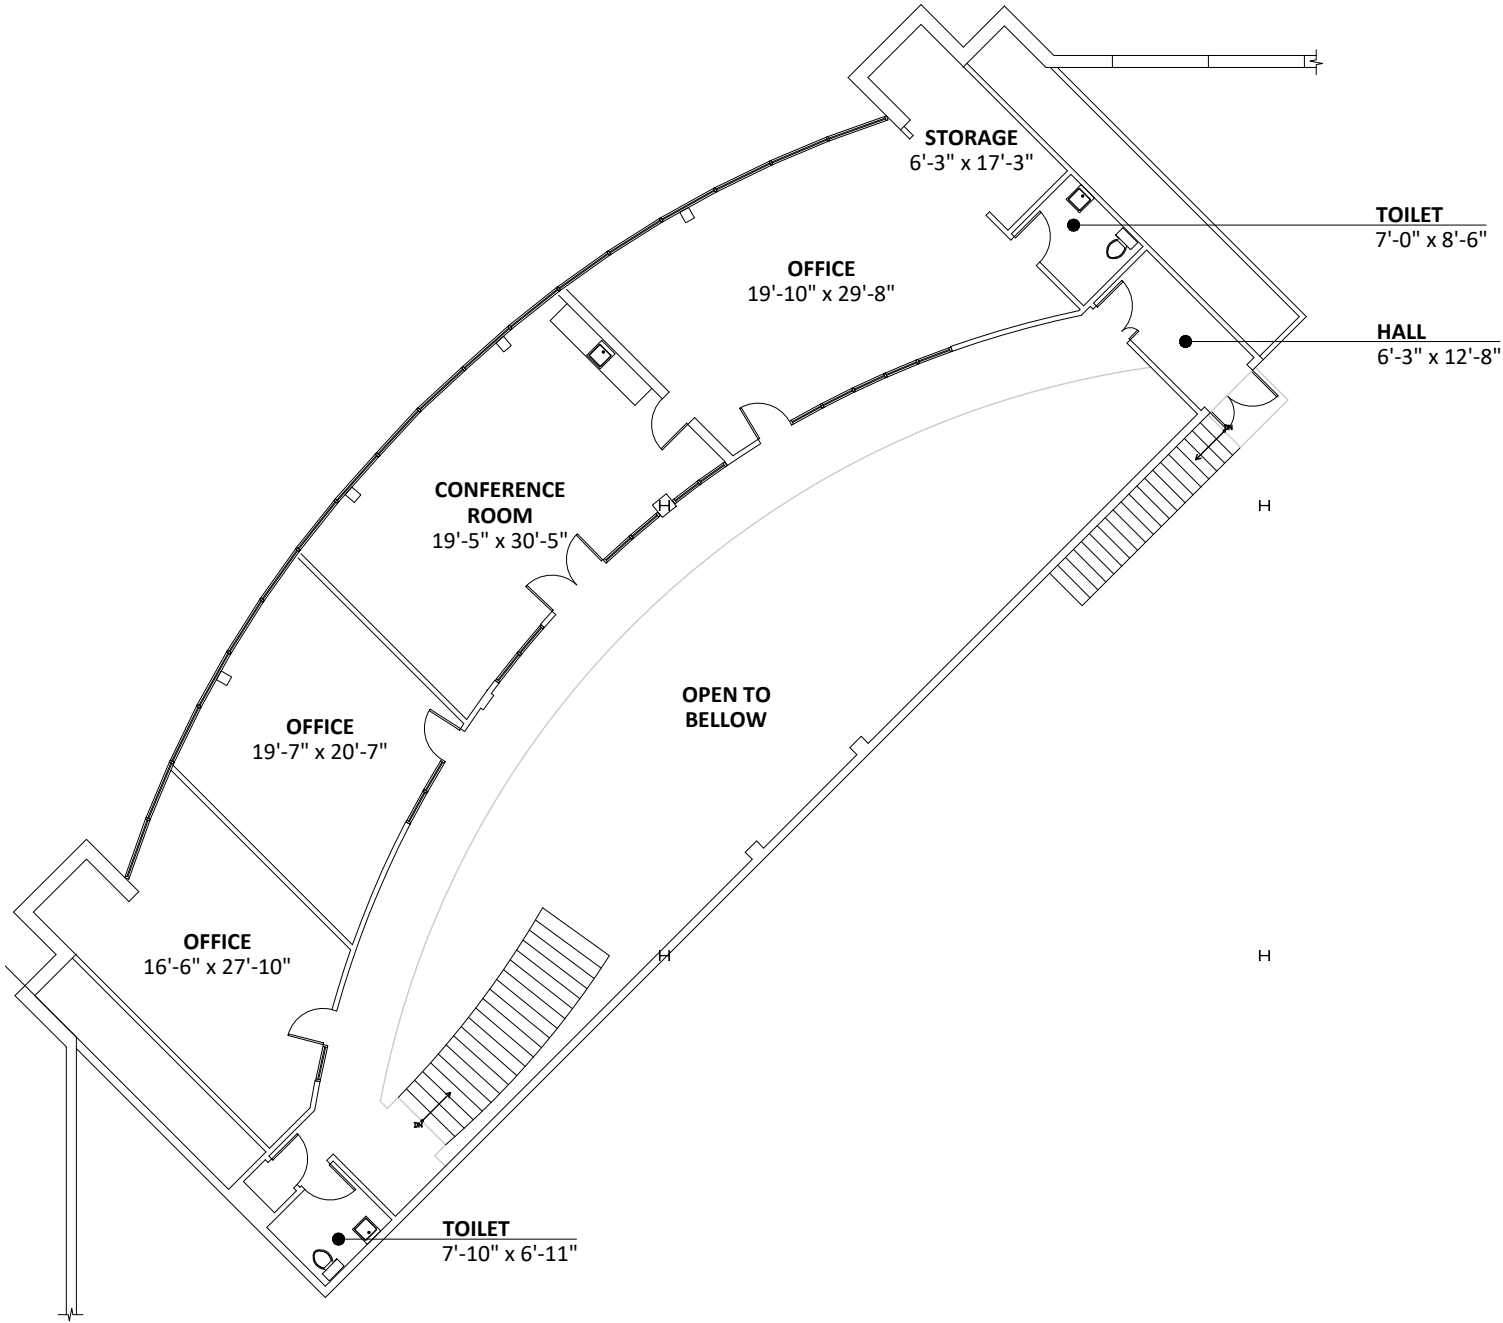 STORAGE
6'-3" x 17'-3"
TOILET
7'-0" x 8'-6"
OFFICE
19'-10" x 29'-8"
HALL
6'-3" x 12'-8"
DN
CONFERENCE
ROOM
19'-5" x 30'-5"
H
H
OPEN TO
BELLOW
OFFICE
19'-7" x 20'-7"
OFFICE
16'-6" x 27'-10"
H
H
DN
TOILET
7'-10" x 6'-11"